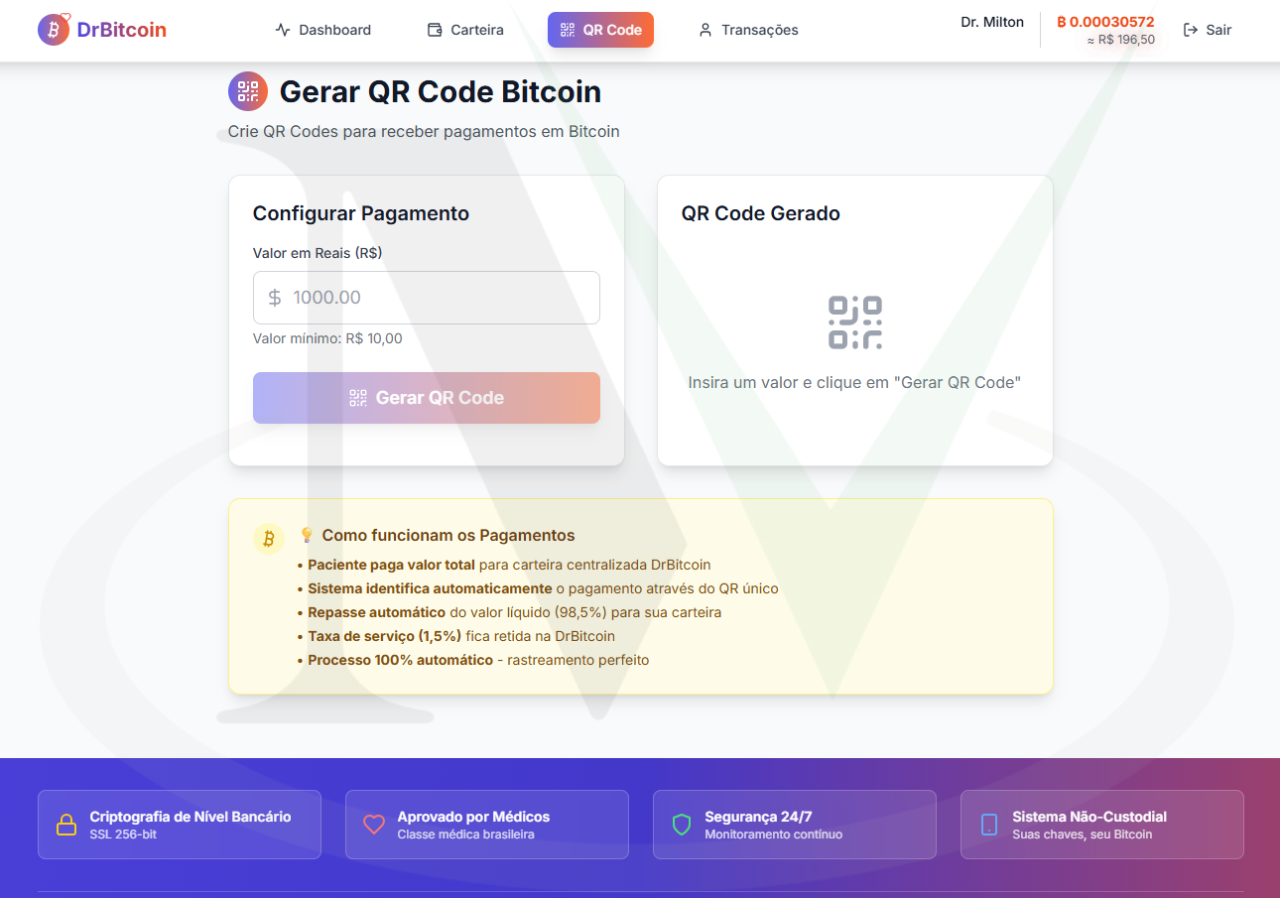 DrBitcoin
Dashboard
Carteira
QR Code
Transações
Dr. Milton
₿ 0.00030572
≈ R$ 196,50
Sair
Gerar QR Code Bitcoin
Crie QR Codes para receber pagamentos em Bitcoin
Configurar Pagamento
Valor em Reais (R$)
$ 1000.00
Valor mínimo: R$ 10,00
Gerar QR Code
QR Code Gerado
Insira um valor e clique em "Gerar QR Code"
💡 Como funcionam os Pagamentos
• Paciente paga valor total para carteira centralizada DrBitcoin
• Sistema identifica automaticamente o pagamento através do QR único
• Repasse automático do valor líquido (98,5%) para sua carteira
• Taxa de serviço (1,5%) fica retida na DrBitcoin
• Processo 100% automático - rastreamento perfeito
Criptografia de Nível Bancário
SSL 256-bit
Aprovado por Médicos
Classe médica brasileira
Segurança 24/7
Monitoramento contínuo
Sistema Não-Custodial
Suas chaves, seu Bitcoin